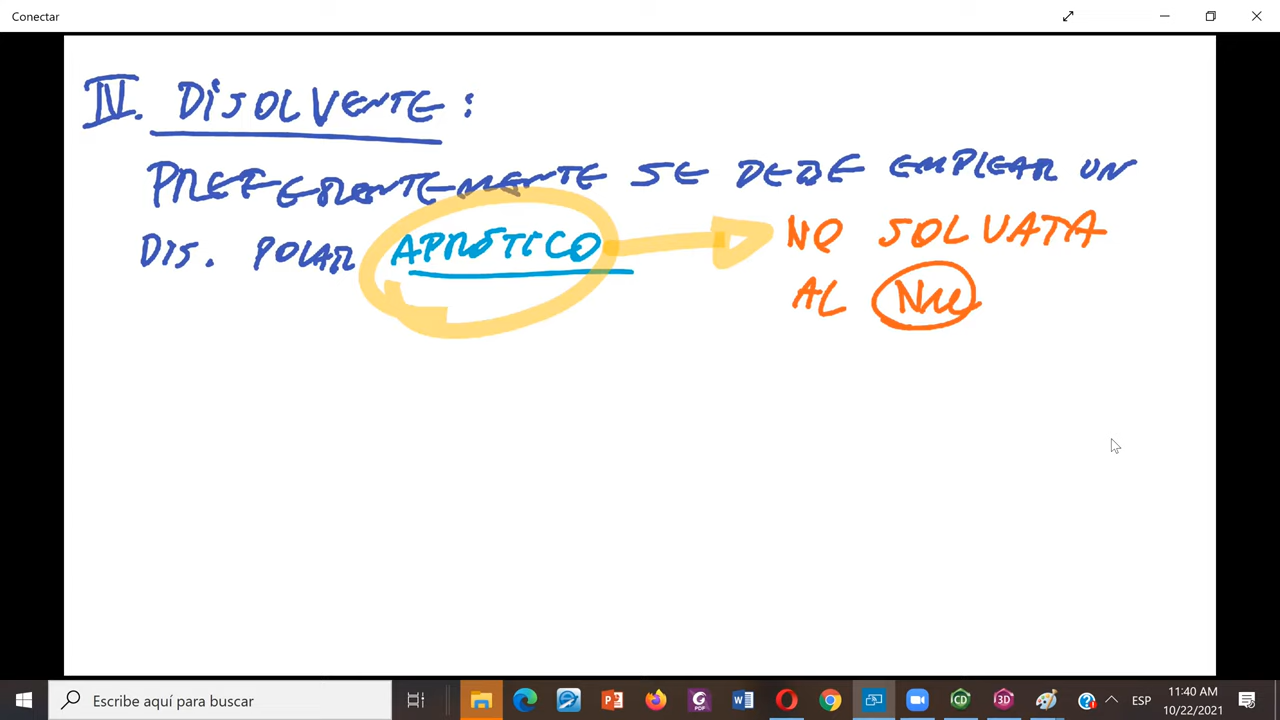 Conectar
IV. DISOLVENTE:
PREFERENTEMENTE SE DEBE EMPLEAR UN
DIS. POLAR APRÓTICO NO SOLVATA
AL Nu
Escribe aquí para buscar
ESP
11:40 AM
10/22/2021